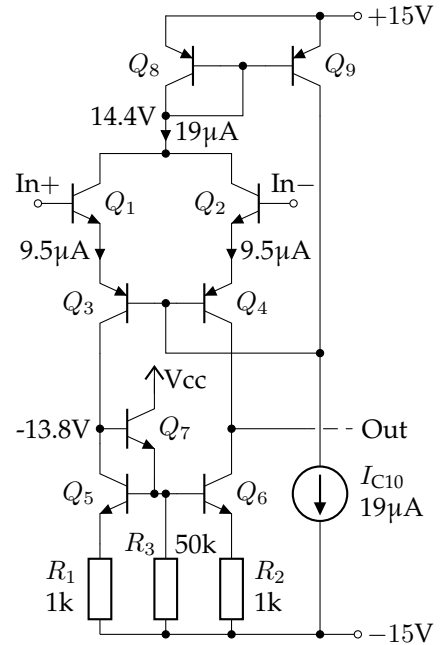 +15V
Q8 Q9
14.4V
19μA
In+ Q1 Q2 In−
9.5μA 9.5μA
Q3 Q4
Vcc
-13.8V Q7 Out
Q5 Q6 IC10
19μA
R3 50k
R1 R2
1k 1k
−15V